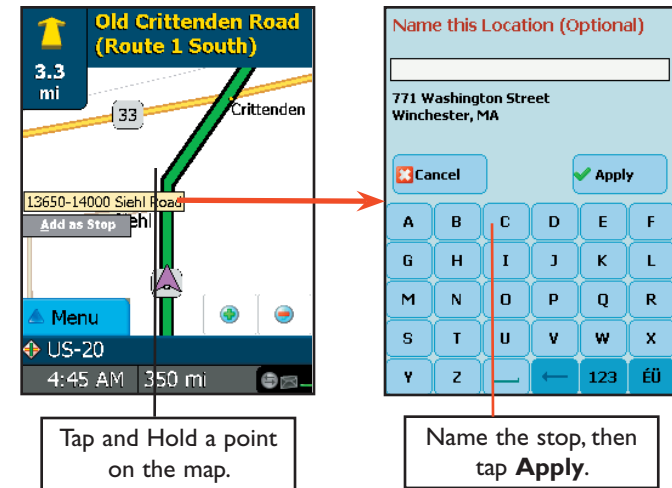 Old Crittenden Road
(Route 1 South)
3.3
mi
33
Crittenden
13650-14000 Siehl Road
Add as Stop
Siehl
Menu
US-20
4:45 AM 350 mi
Tap and Hold a point
on the map.
Name this Location (Optional)
771 Washington Street
Winchester, MA
Cancel Apply
A B C D E F
G H I J K L
M N O P Q R
S T U V W X
Y Z _ ← 123 ÉÜ
Name the stop, then
tap Apply.